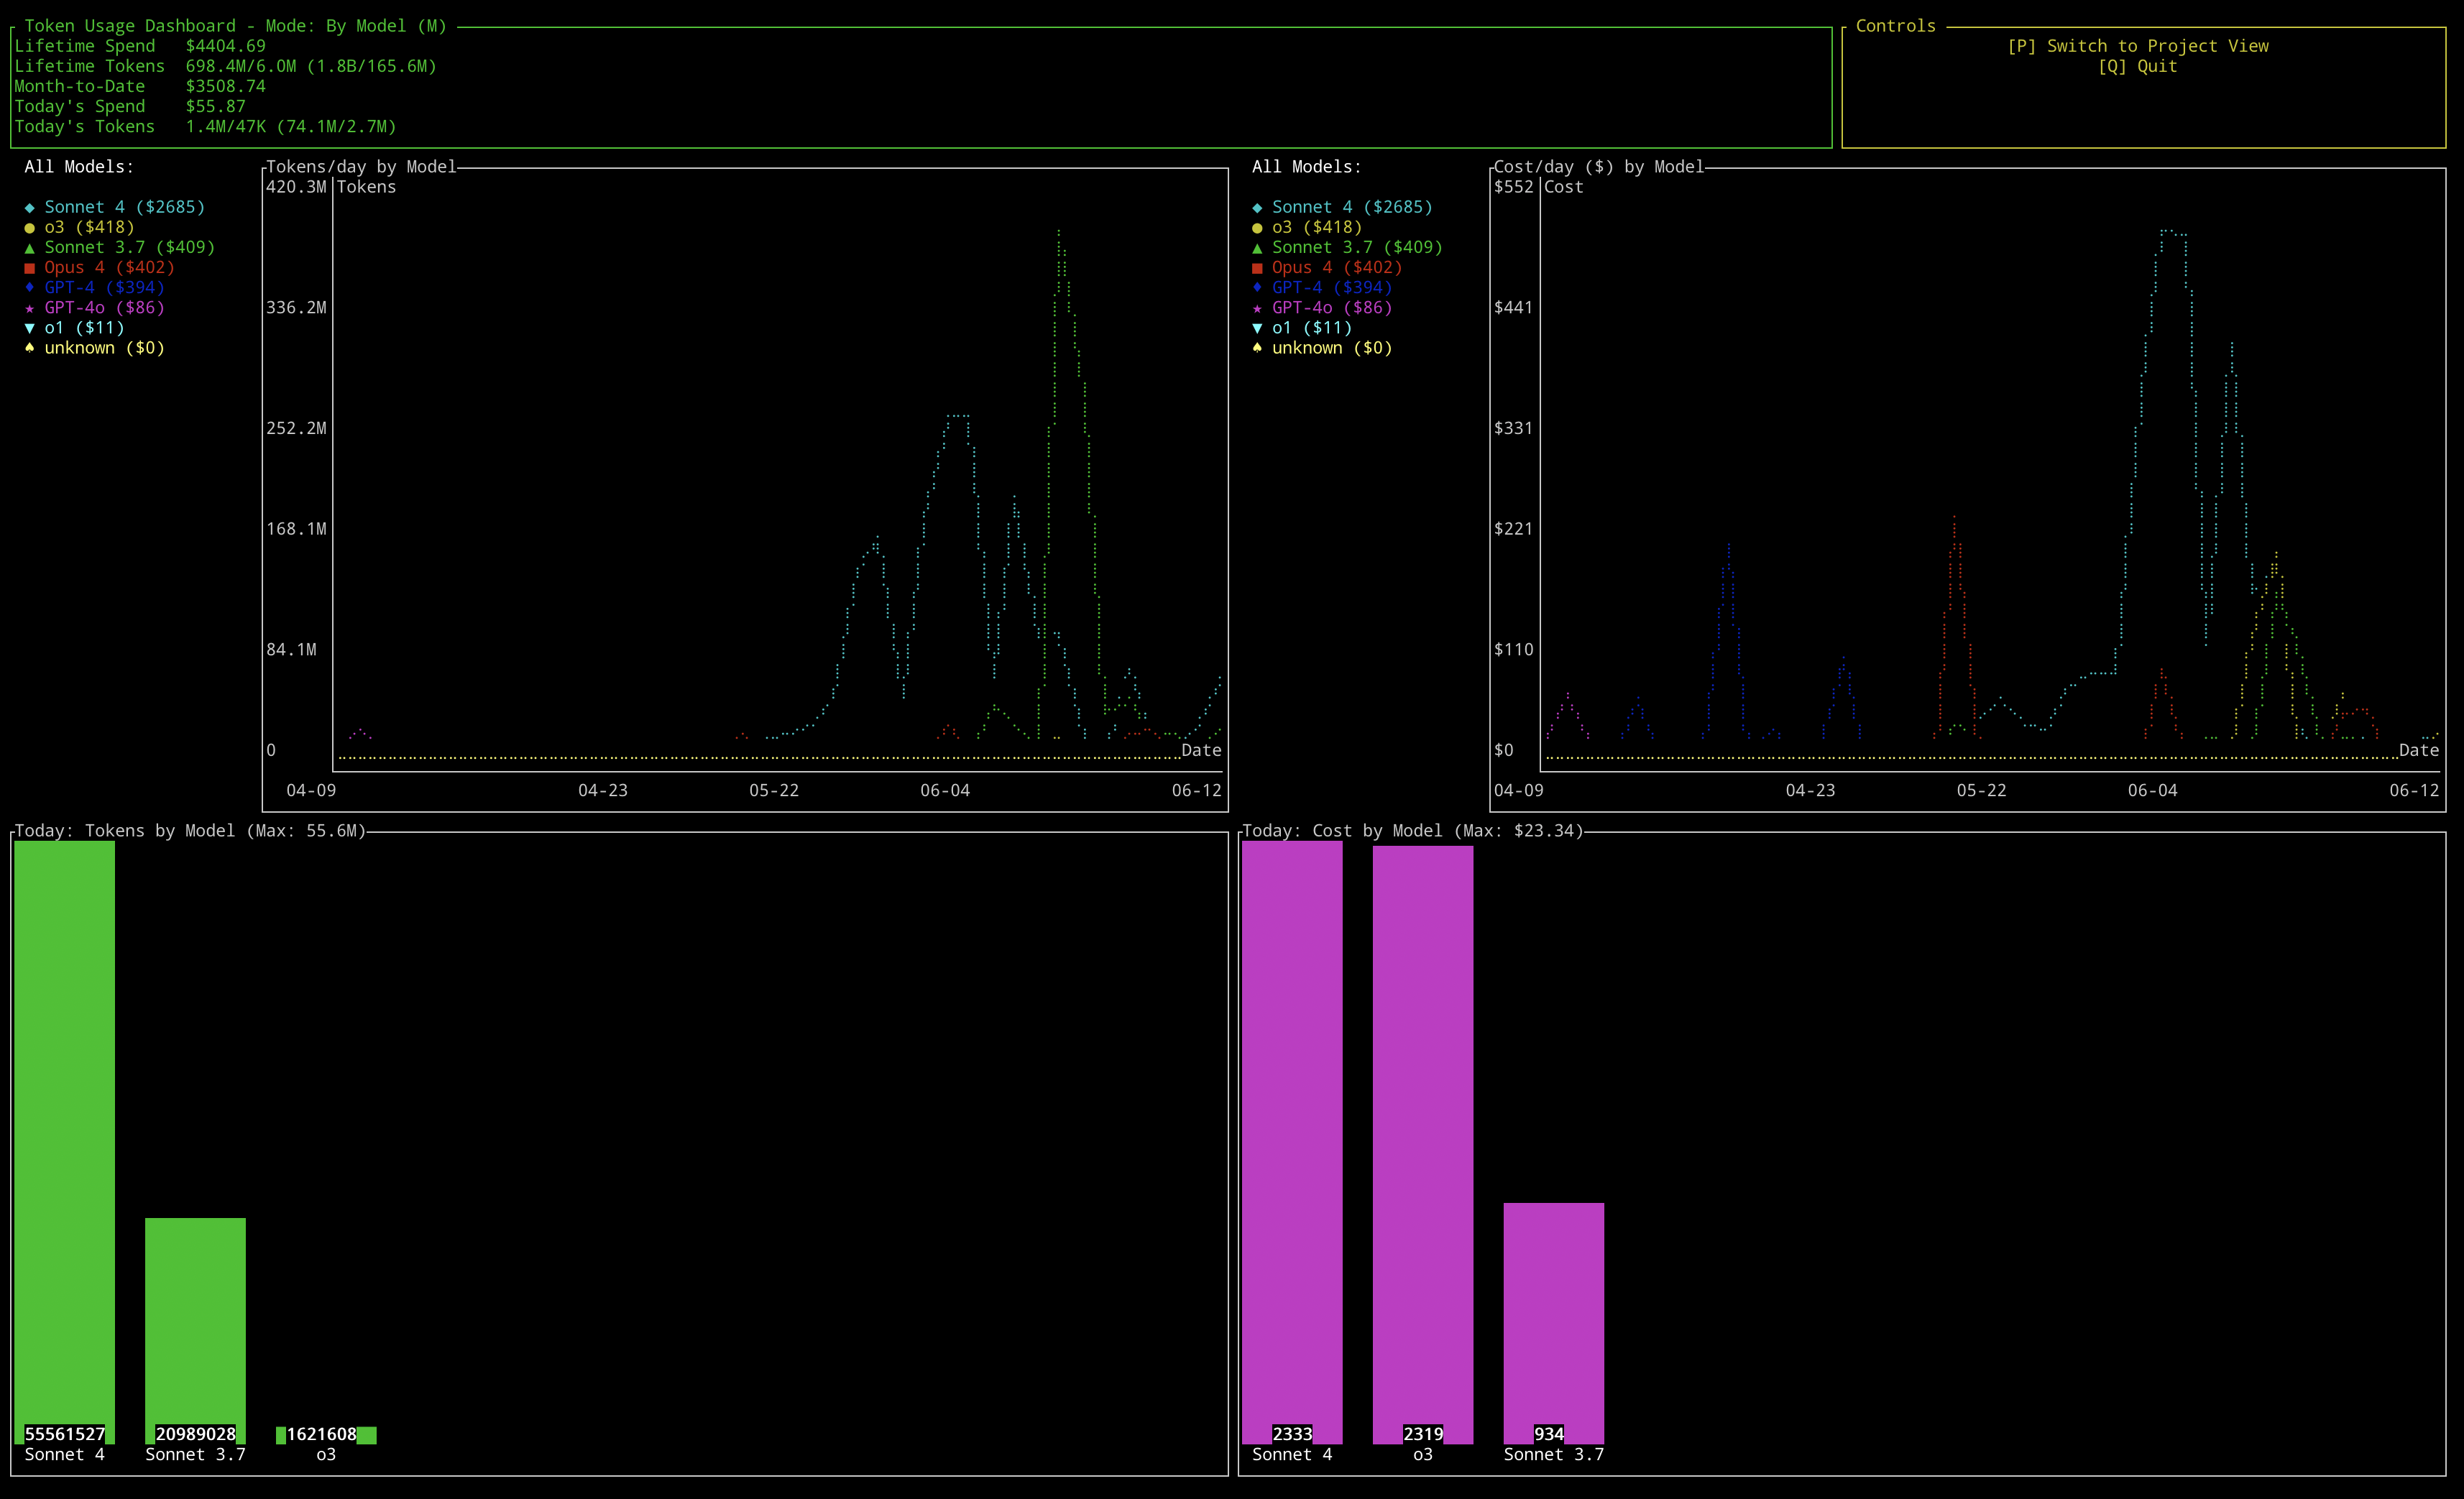 Token Usage Dashboard - Mode: By Model (M)
Lifetime Spend $4404.69
Lifetime Tokens 698.4M/6.0M (1.8B/165.6M)
Month-to-Date $3508.74
Today's Spend $55.87
Today's Tokens 1.4M/47K (74.1M/2.7M)
Controls
[P] Switch to Project View
[Q] Quit
All Models:
◆ Sonnet 4 ($2685)
● o3 ($418)
▲ Sonnet 3.7 ($409)
■ Opus 4 ($402)
♦ GPT-4 ($394)
★ GPT-4o ($86)
▼ o1 ($11)
♠ unknown ($0)
Tokens/day by Model
420.3M Tokens
336.2M
252.2M
168.1M
84.1M
0 Date
04-09 04-23 05-22 06-04 06-12
All Models:
◆ Sonnet 4 ($2685)
● o3 ($418)
▲ Sonnet 3.7 ($409)
■ Opus 4 ($402)
♦ GPT-4 ($394)
★ GPT-4o ($86)
▼ o1 ($11)
♠ unknown ($0)
Cost/day ($) by Model
$552 Cost
$441
$331
$221
$110
$0 Date
04-09 04-23 05-22 06-04 06-12
Today: Tokens by Model (Max: 55.6M)
55561527 20989028 1621608
Sonnet 4 Sonnet 3.7 o3
Today: Cost by Model (Max: $23.34)
2333 2319 934
Sonnet 4 o3 Sonnet 3.7